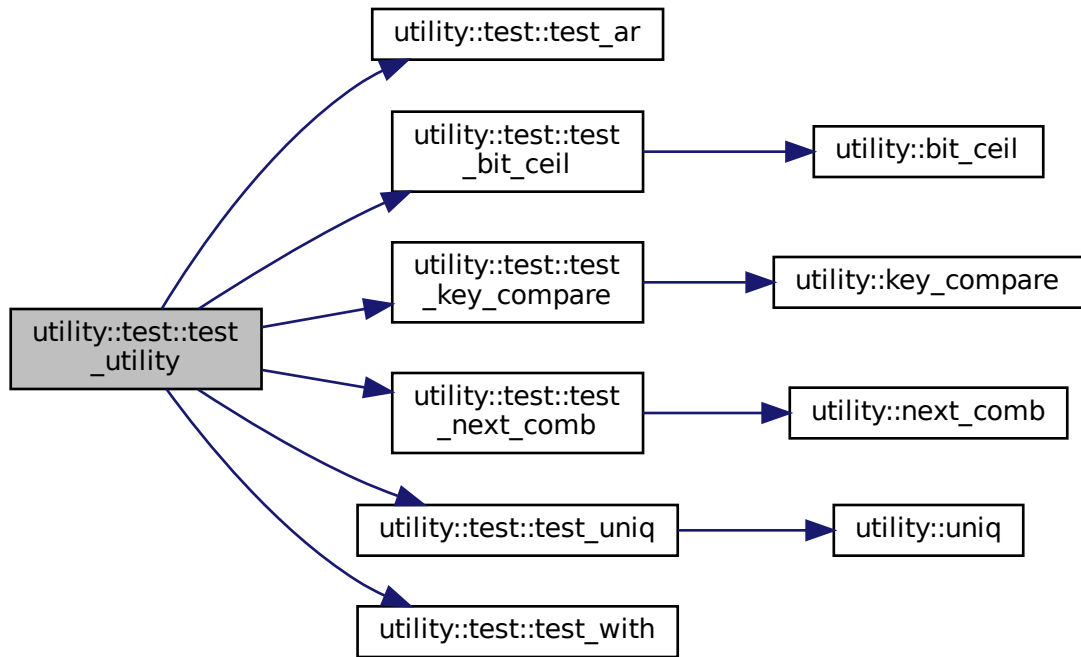 utility::test::test_ar
utility::test::test
_bit_ceil
utility::bit_ceil
utility::test::test
_key_compare
utility::key_compare
utility::test::test
_utility
utility::test::test
_next_comb
utility::next_comb
utility::test::test_uniq
utility::uniq
utility::test::test_with